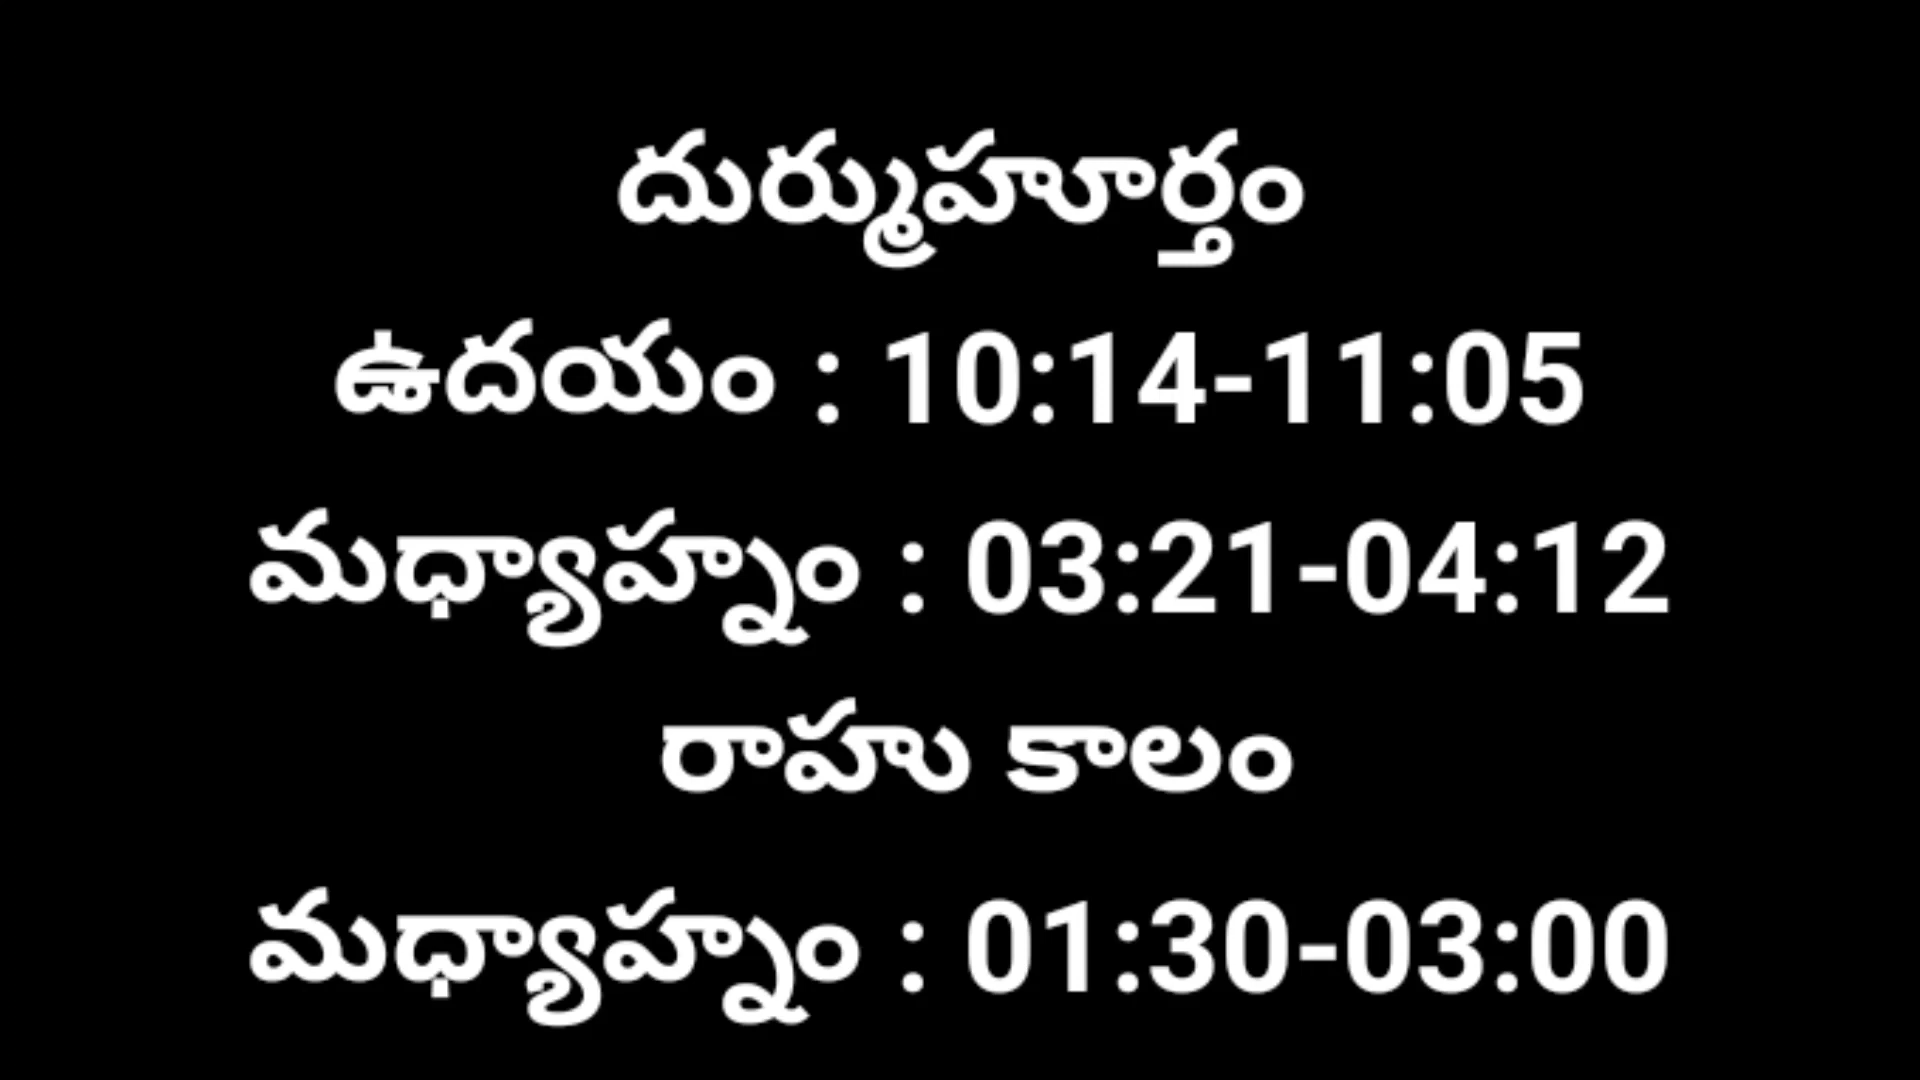 దుర్ముహూర్తం
ఉదయం : 10:14-11:05
మధ్యాహ్నం : 03:21-04:12
రాహు కాలం
మధ్యాహ్నం : 01:30-03:00